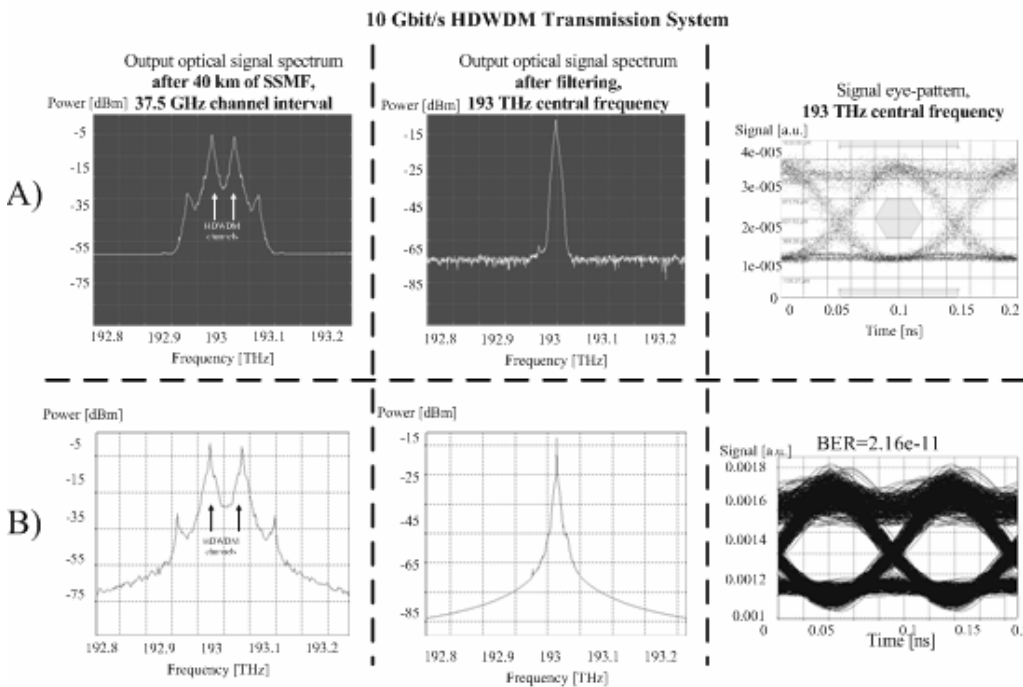 10 Gbit/s HDWDM Transmission System
Output optical signal spectrum
after 40 km of SSMF,
37.5 GHz channel interval
Power [dBm]
-5
-15
-35
-55
-75
HDWDM
channels
192.8 192.9 193 193.1 193.2
Frequency [THz]
Output optical signal spectrum
after filtering,
193 THz central frequency
Power [dBm]
-15
-25
-45
-65
-85
192.8 192.9 193 193.1 193.2
Frequency [THz]
Signal eye-pattern,
193 THz central frequency
Signal [a.u.]
4e-005
3e-005
2e-005
1e-005
0
0 0.05 0.1 0.15 0.2
Time [ns]
A)
B)
Power [dBm]
-5
-15
-35
-55
-75
HDWDM
channels
192.8 192.9 193 193.1 193.2
Frequency [THz]
Power [dBm]
-15
-25
-45
-65
-85
192.8 192.9 193 193.1 193.2
Frequency [THz]
BER=2.16e-11
Signal [a.u.]
0.0018
0.0016
0.0014
0.0012
0.001
0 0.05 0.1 0.15 0.2
Time [ns]